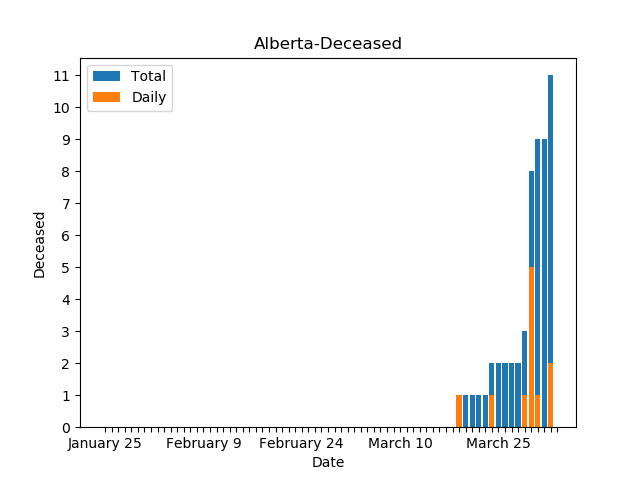 Alberta-Deceased
Total
Daily
11
10
9
8
7
6
5
4
3
2
1
0
Deceased
January 25
February 9
February 24
March 10
March 25
Date